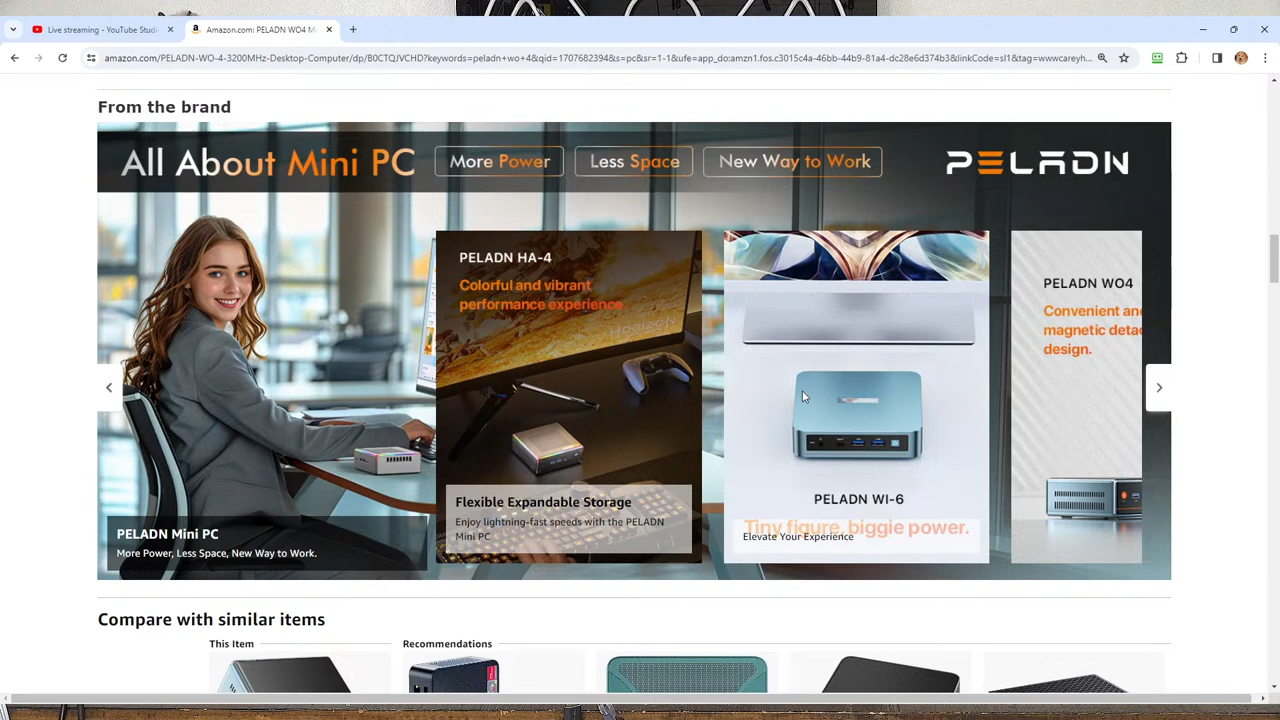 Live streaming - YouTube Studi
Amazon.com: PELADN WO4 M
amazon.com/PELADN-WO-4-3200MHz-Desktop-Computer/dp/B0CTQJVCHD?keywords=peladn+wo+4&qid=1707682394&s=pc&sr=1-1&ufe=app_do:amzn1.fos.c3015c4a-46bb-44b9-81a4-dc28e6d374b3&linkCode=sl1&tag=wwwcareyh...
From the brand
All About Mini PC
More Power
Less Space
New Way to Work
PELADN
PELADN HA-4
Colorful and vibrant
performance experience.
HORIZON
Flexible Expandable Storage
Enjoy lightning-fast speeds with the PELADN
Mini PC
PELADN WI-6
Tiny figure, biggie power.
Elevate Your Experience
PELADN WO4
Convenient and
magnetic detac
design.
PELADN Mini PC
More Power, Less Space, New Way to Work.
Compare with similar items
This Item
Recommendations